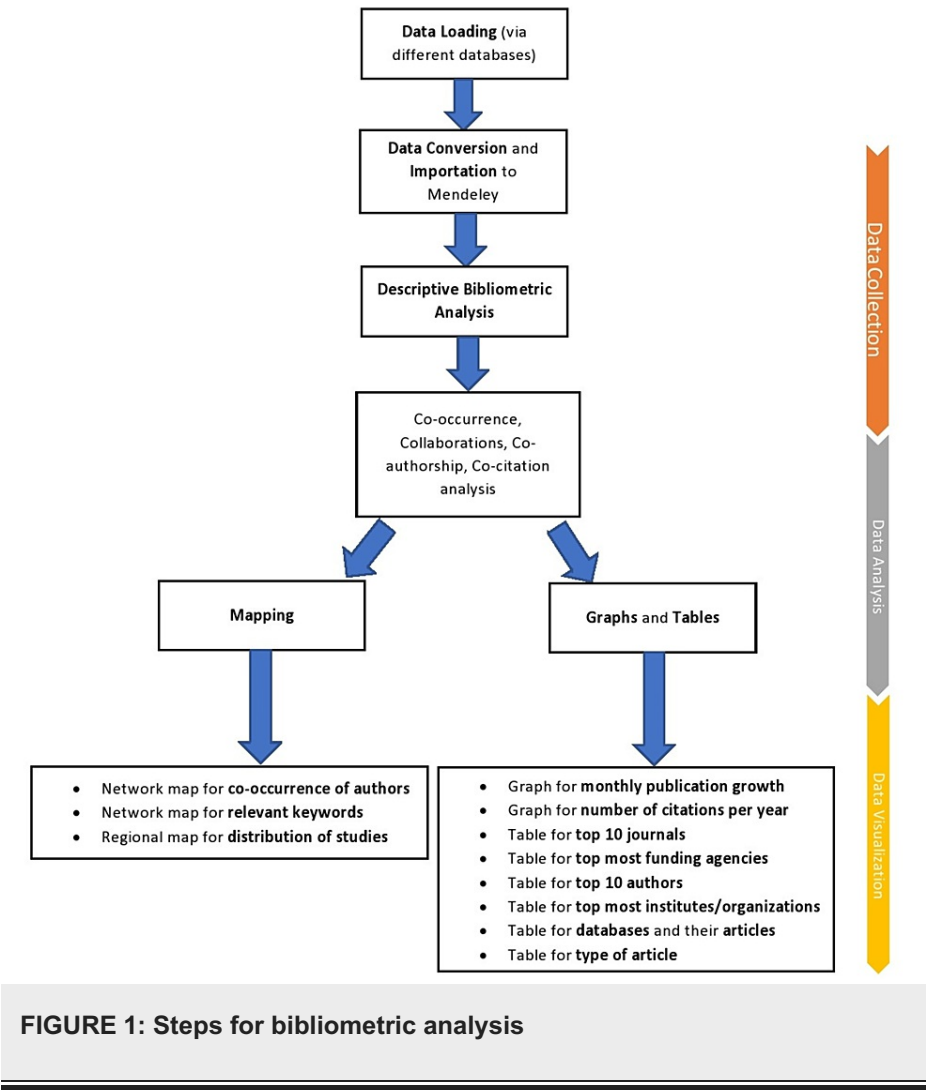 Data Loading (via
different databases)
Data Conversion and
Importation to
Mendeley
Descriptive Bibliometric
Analysis
Co-occurrence,
Collaborations, Co-
authorship, Co-citation
analysis
Mapping
Graphs and Tables
• Network map for co-occurrence of authors
• Network map for relevant keywords
• Regional map for distribution of studies
• Graph for monthly publication growth
• Graph for number of citations per year
• Table for top 10 journals
• Table for top most funding agencies
• Table for top 10 authors
• Table for top most institutes/organizations
• Table for databases and their articles
• Table for type of article
Data Collection
Data Analysis
Data Visualization
FIGURE 1: Steps for bibliometric analysis